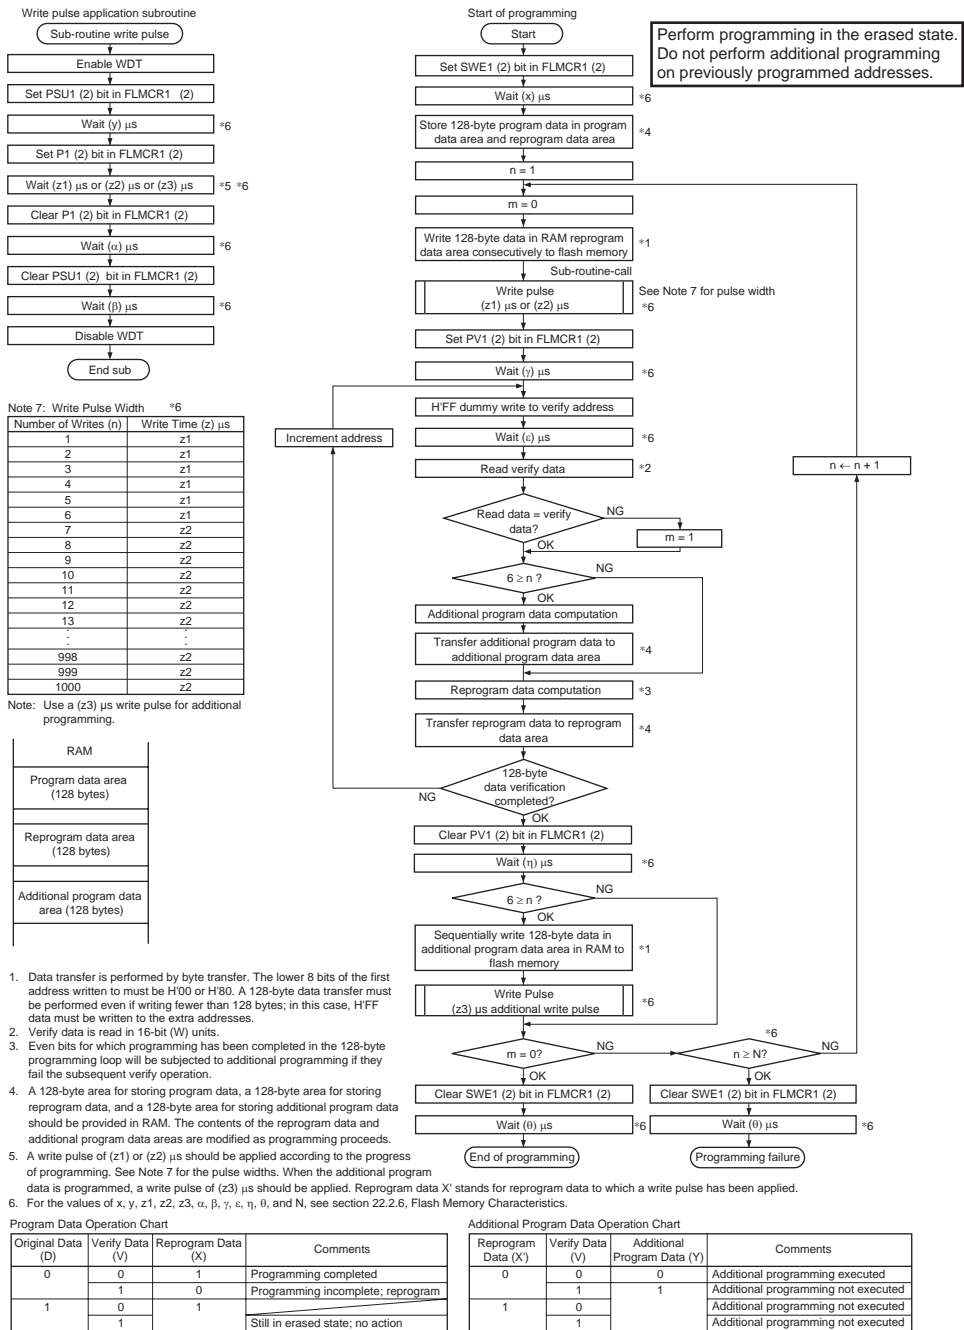 Write pulse application subroutine
Sub-routine write pulse
Enable WDT
Set PSU1 (2) bit in FLMCR1 (2)
Wait (y) µs *6
Set P1 (2) bit in FLMCR1 (2)
Wait (z1) µs or (z2) µs or (z3) µs *5 *6
Clear P1 (2) bit in FLMCR1 (2)
Wait (α) µs *6
Clear PSU1 (2) bit in FLMCR1 (2)
Wait (β) µs *6
Disable WDT
End sub
Note 7: Write Pulse Width *6
Number of Writes (n) Write Time (z) µs
1 z1
2 z1
3 z1
4 z1
5 z1
6 z1
7 z2
8 z2
9 z2
10 z2
11 z2
12 z2
13 z2
: :
998 z2
999 z2
1000 z2
Note: Use a (z3) µs write pulse for additional
programming.
RAM
Program data area
(128 bytes)
Reprogram data area
(128 bytes)
Additional program data
area (128 bytes)
Start of programming
Start
Perform programming in the erased state.
Do not perform additional programming
on previously programmed addresses.
Set SWE1 (2) bit in FLMCR1 (2)
Wait (x) µs *6
Store 128-byte program data in program
data area and reprogram data area *4
n = 1
m = 0
Write 128-byte data in RAM reprogram
data area consecutively to flash memory *1
Sub-routine-call
Write pulse
(z1) µs or (z2) µs
See Note 7 for pulse width
*6
Set PV1 (2) bit in FLMCR1 (2)
Wait (γ) µs *6
H'FF dummy write to verify address
Increment address
Wait (ε) µs *6
Read verify data *2
n ← n + 1
Read data = verify
data?
NG
m = 1
OK
6 ≥ n ?
NG
OK
Additional program data computation
Transfer additional program data to
additional program data area *4
Reprogram data computation *3
Transfer reprogram data to reprogram
data area *4
128-byte
data verification
completed?
NG
OK
Clear PV1 (2) bit in FLMCR1 (2)
Wait (η) µs *6
6 ≥ n ?
NG
OK
Sequentially write 128-byte data in
additional program data area in RAM to
flash memory *1
Write Pulse
(z3) µs additional write pulse *6
m = 0?
NG
*6
n ≥ N?
NG
OK
OK
Clear SWE1 (2) bit in FLMCR1 (2)
Clear SWE1 (2) bit in FLMCR1 (2)
Wait (θ) µs *6
Wait (θ) µs *6
End of programming
Programming failure
1. Data transfer is performed by byte transfer. The lower 8 bits of the first
address written to must be H'00 or H'80. A 128-byte data transfer must
be performed even if writing fewer than 128 bytes; in this case, H'FF
data must be written to the extra addresses.
2. Verify data is read in 16-bit (W) units.
3. Even bits for which programming has been completed in the 128-byte
programming loop will be subjected to additional programming if they
fail the subsequent verify operation.
4. A 128-byte area for storing program data, a 128-byte area for storing
reprogram data, and a 128-byte area for storing additional program data
should be provided in RAM. The contents of the reprogram data and
additional program data areas are modified as programming proceeds.
5. A write pulse of (z1) or (z2) µs should be applied according to the progress
of programming. See Note 7 for the pulse widths. When the additional program
data is programmed, a write pulse of (z3) µs should be applied. Reprogram data X' stands for reprogram data to which a write pulse has been applied.
6. For the values of x, y, z1, z2, z3, α, β, γ, ε, η, θ, and N, see section 22.2.6, Flash Memory Characteristics.
Program Data Operation Chart
Original Data (D) Verify Data (V) Reprogram Data (X) Comments
0 0 1 Programming completed
1 0 Programming incomplete; reprogram
1 0 1
1 Still in erased state; no action
Additional Program Data Operation Chart
Reprogram Data (X') Verify Data (V) Additional Program Data (Y) Comments
0 0 0 Additional programming executed
1 1 Additional programming not executed
1 0 Additional programming not executed
1 Additional programming not executed